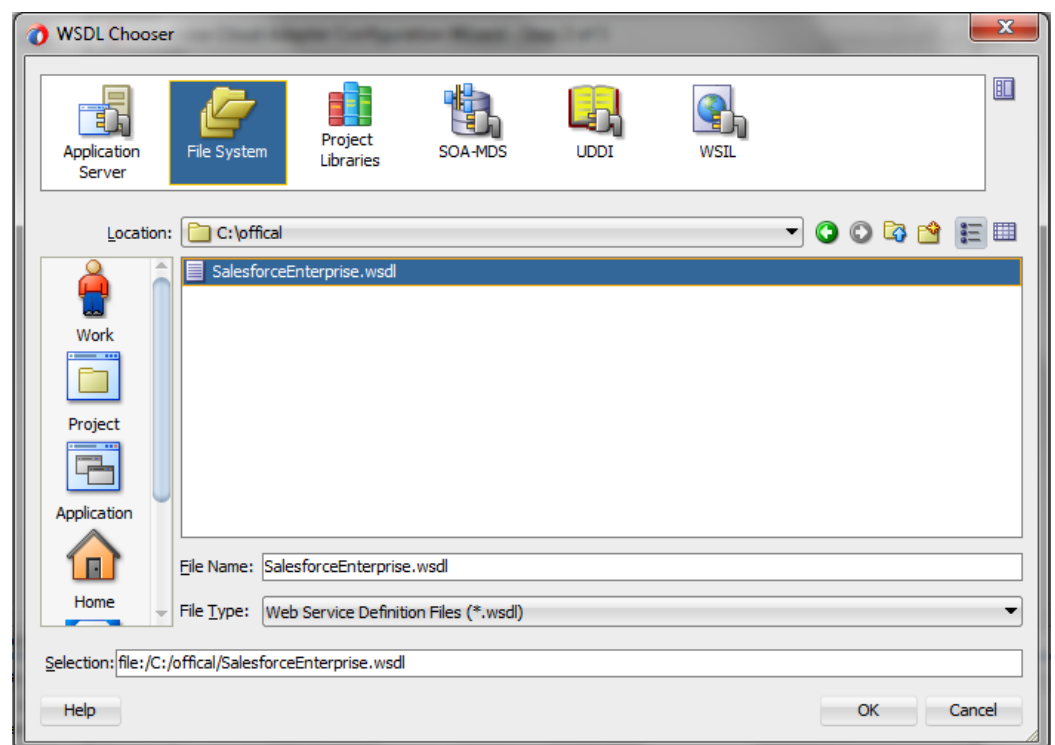 WSDL Chooser
Application
Server
File System
Project
Libraries
SOA-MDS
UDDI
WSIL
Location:
C:\offical
SalesforceEnterprise.wsdl
Work
Project
Application
Home
File Name:
SalesforceEnterprise.wsdl
File Type:
Web Service Definition Files (*.wsdl)
Selection:
file:/C:/offical/SalesforceEnterprise.wsdl
Help
OK
Cancel